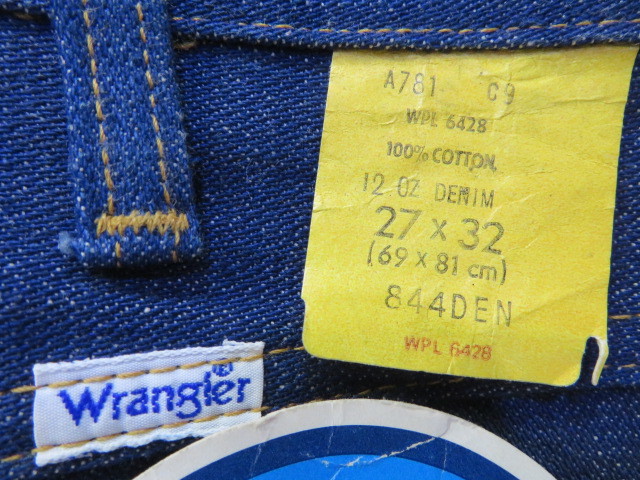 A781 C9
WPL 6428
100% COTTON
12 OZ DENIM
27 x 32
(69 x 81 cm)
844DEN
WPL 6428
Wrangler®